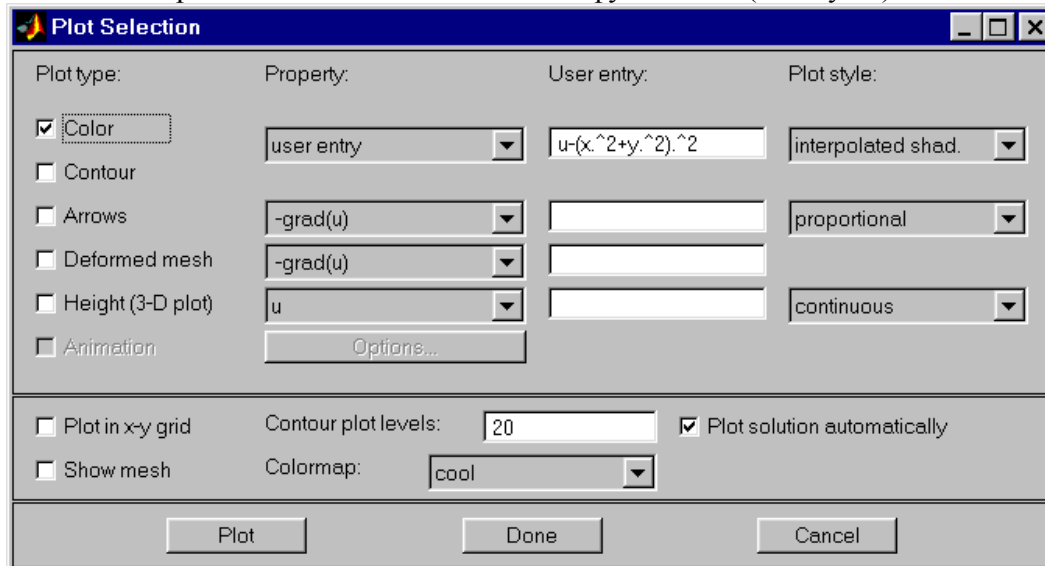 Plot Selection
Plot type: Property: User entry: Plot style:
Color user entry u-(x.^2+y.^2).^2 interpolated shad.
Contour
Arrows -grad(u) proportional
Deformed mesh -grad(u)
Height (3-D plot) u continuous
Animation Options...
Plot in x-y grid Contour plot levels: 20 Plot solution automatically
Show mesh Colormap: cool
Plot Done Cancel